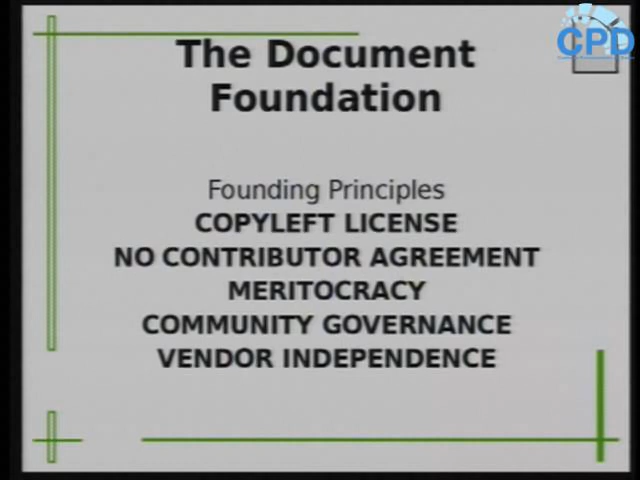 The Document
Foundation
Founding Principles
COPYLEFT LICENSE
NO CONTRIBUTOR AGREEMENT
MERITOCRACY
COMMUNITY GOVERNANCE
VENDOR INDEPENDENCE
CPD